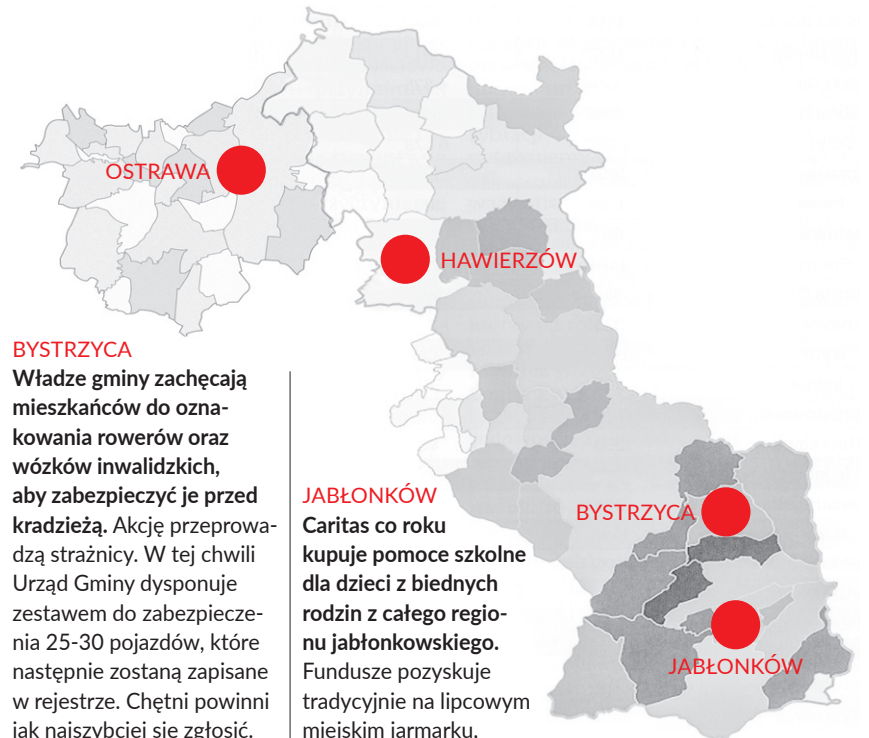 OSTRAWA
HAWIERZÓW
BYSTRZYCA
JABŁONKÓW
BYSTRZYCA
Władze gminy zachęcają
mieszkańców do ozna-
kowania rowerów oraz
wózków inwalidzkich,
aby zabezpieczyć je przed
kradzieżą. Akcję przeprowa-
dzą strażnicy. W tej chwili
Urząd Gminy dysponuje
zestawem do zabezpiecze-
nia 25-30 pojazdów, które
następnie zostaną zapisane
w rejestrze. Chętni powinni
jak najszybciej się zgłosić.
JABŁONKÓW
Caritas co roku
kupuje pomoce szkolne
dla dzieci z biednych
rodzin z całego regio-
nu jabłonkowskiego.
Fundusze pozyskuje
tradycyjnie na lipcowym
miejskim jarmarku.